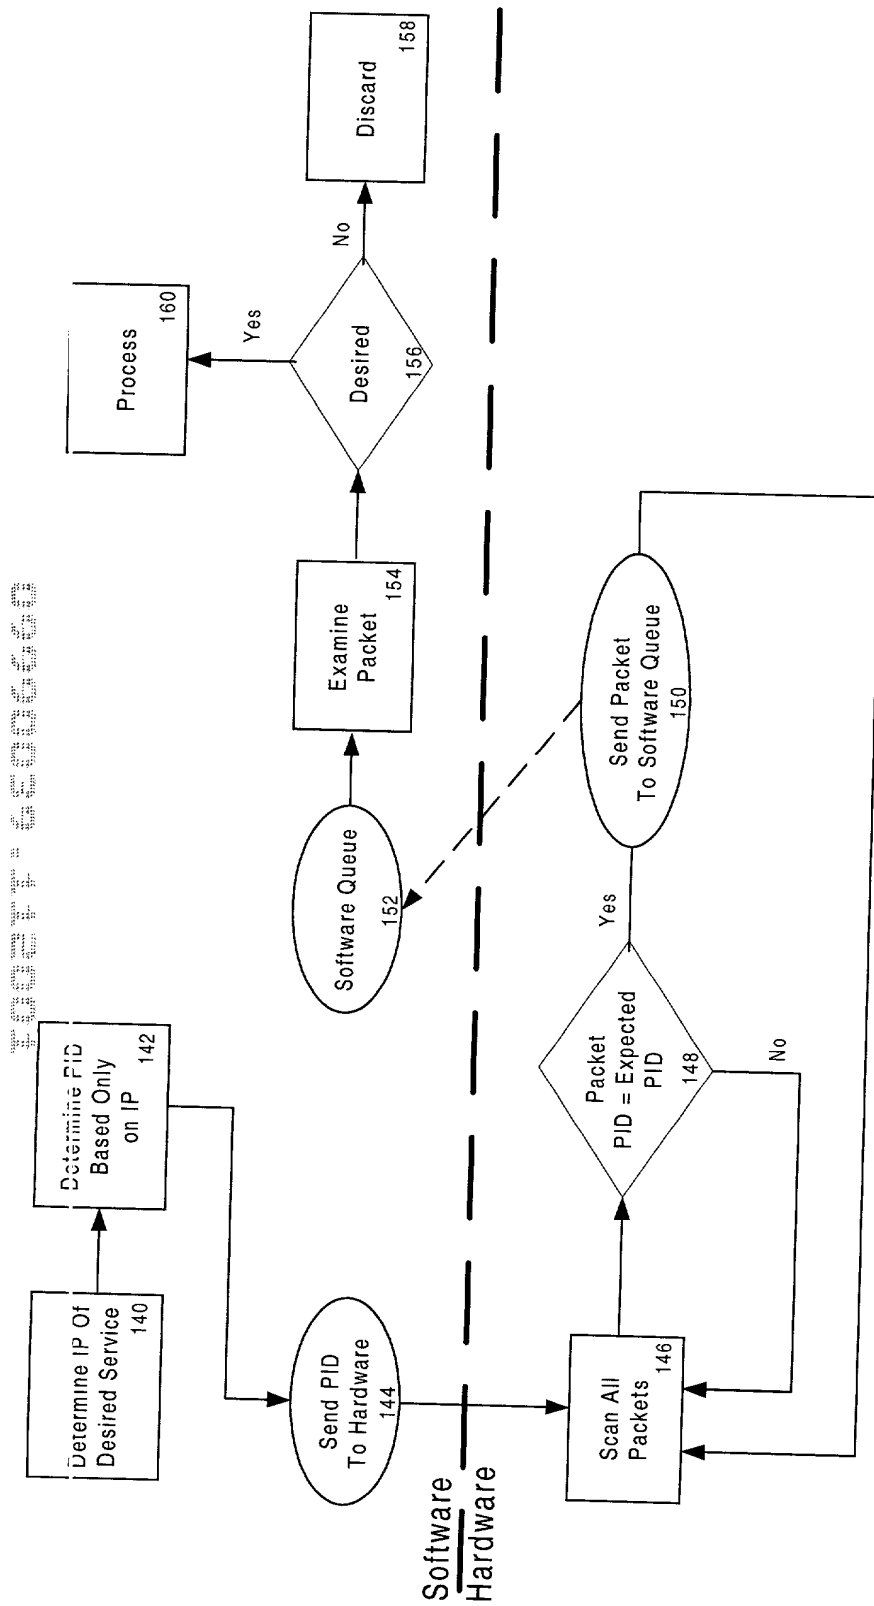 Determine IP Of
Desired Service
140
Determine PID
Based Only
on IP
142
Send PID
To Hardware
144
Software
Hardware
Scan All
Packets
146
Packet
PID = Expected
PID
148
No
Yes
Send Packet
To Software Queue
150
Software Queue
152
Examine
Packet
154
Desired
156
Yes
No
Process
160
Discard
158